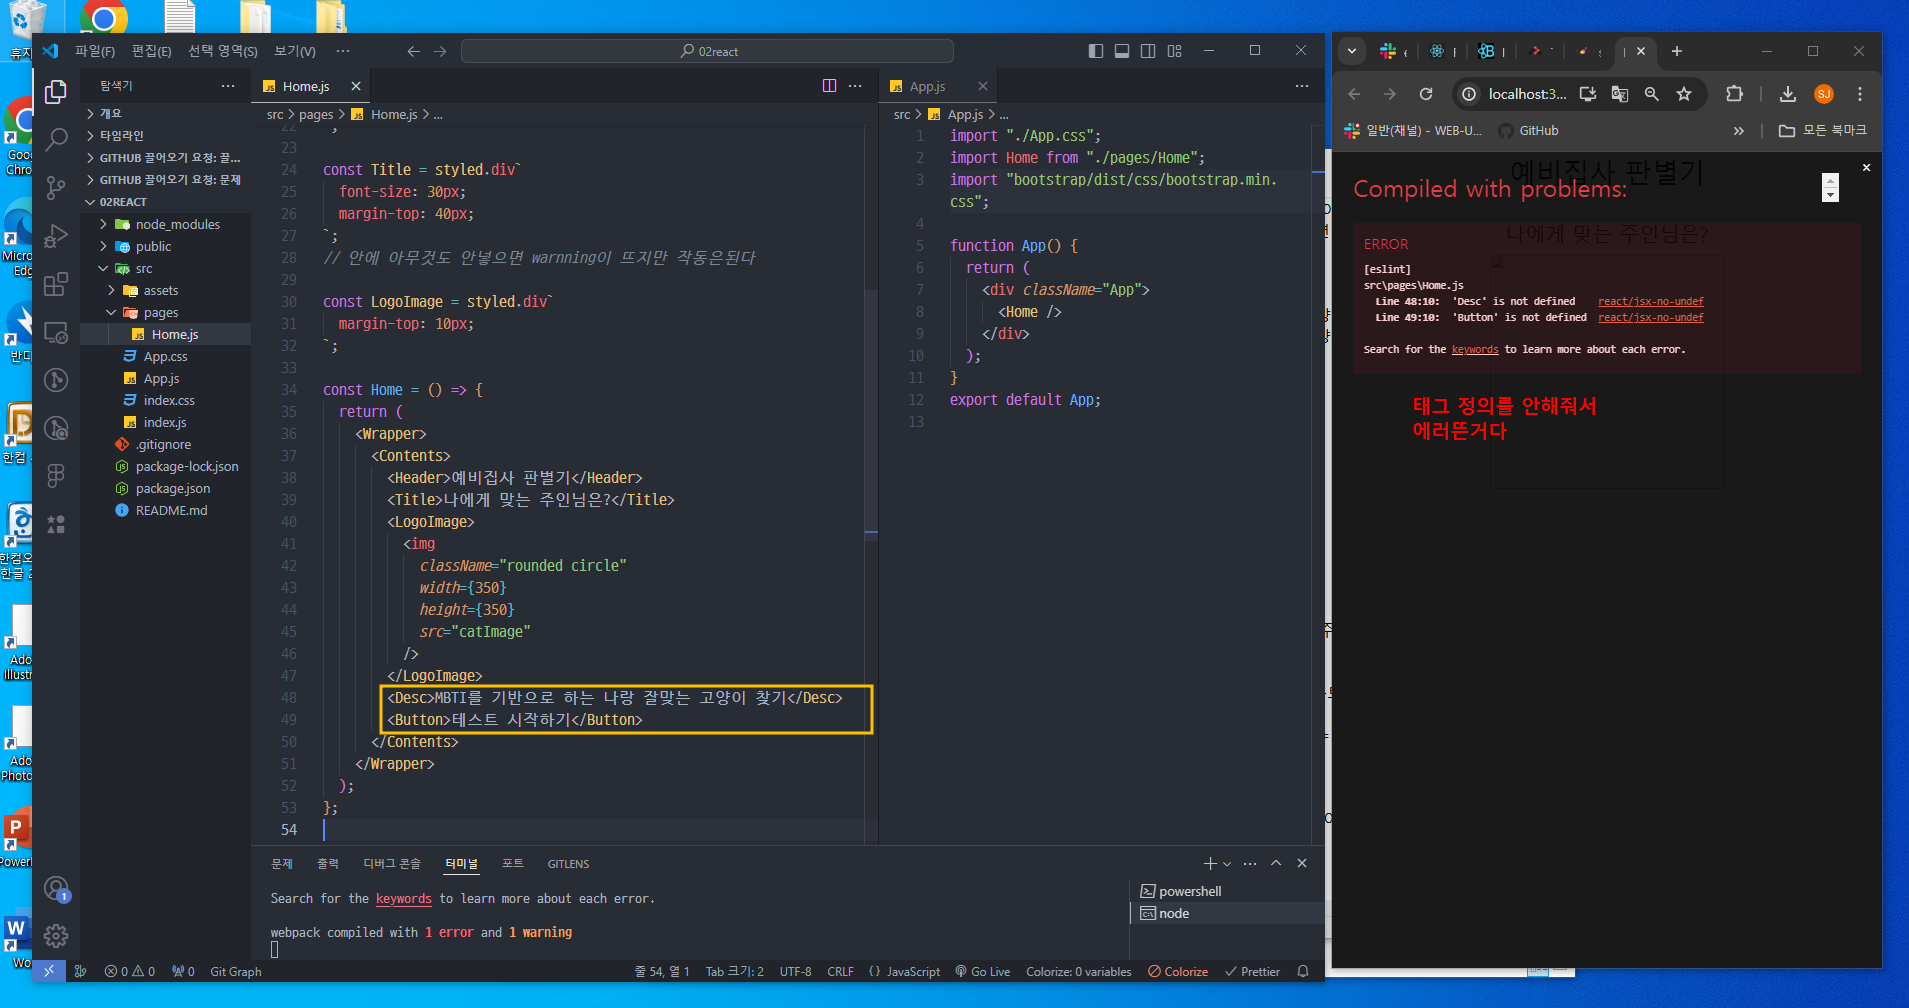 파일(F) 편집(E) 선택 영역(S) 보기(V) ···
02react
탐색기
개요
타임라인
GITHUB 끌어오기 요청: 끌...
GITHUB 끌어오기 요청: 문제
02REACT
node_modules
public
src
assets
pages
Home.js
App.css
App.js
index.css
index.js
.gitignore
package-lock.json
package.json
README.md
Home.js
src > pages > Home.js > ...
22 `;
23
24 const Title = styled.div`
25 font-size: 30px;
26 margin-top: 40px;
27 `;
28 // 안에 아무것도 안넣으면 warnning이 뜨지만 작동은된다
29
30 const LogoImage = styled.div`
31 margin-top: 10px;
32 `;
33
34 const Home = () => {
35 return (
36 <Wrapper>
37 <Contents>
38 <Header>예비집사 판별기</Header>
39 <Title>나에게 맞는 주인님은?</Title>
40 <LogoImage>
41 <img
42 className="rounded circle"
43 width={350}
44 height={350}
45 src="catImage"
46 />
47 </LogoImage>
48 <Desc>MBTI를 기반으로 하는 나랑 잘맞는 고양이 찾기</Desc>
49 <Button>테스트 시작하기</Button>
50 </Contents>
51 </Wrapper>
52 );
53 };
54
App.js
src > App.js > ...
1 import "./App.css";
2 import Home from "./pages/Home";
3 import "bootstrap/dist/css/bootstrap.min.
css";
4
5 function App() {
6 return (
7 <div className="App">
8 <Home />
9 </div>
10 );
11 }
12 export default App;
13
문제 출력 디버그 콘솔 터미널 포트 GITLENS
Search for the keywords to learn more about each error.
webpack compiled with 1 error and 1 warning
powershell
node
0 0 0 Git Graph
줄 54, 열 1 Tab 크기: 2 UTF-8 CRLF {} JavaScript Go Live Colorize: 0 variables Colorize Prettier
localhost:3...
SJ
일반(채널) - WEB-U... GitHub » 모든 북마크
예비집사 판별기
Compiled with problems:
나에게 맞는 주인님은?
ERROR
[eslint]
src\pages\Home.js
Line 48:10: 'Desc' is not defined react/jsx-no-undef
Line 49:10: 'Button' is not defined react/jsx-no-undef
Search for the keywords to learn more about each error.
태그 정의를 안해줘서
에러뜬거다